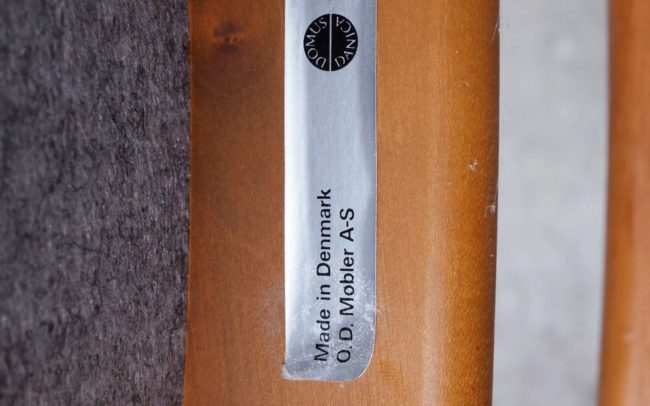 DOMUS
DANICA
Made in Denmark
O. D. Mobler A-S